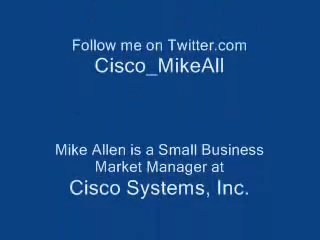 Follow me on Twitter.com
Cisco_MikeAll
Mike Allen is a Small Business
Market Manager at
Cisco Systems, Inc.